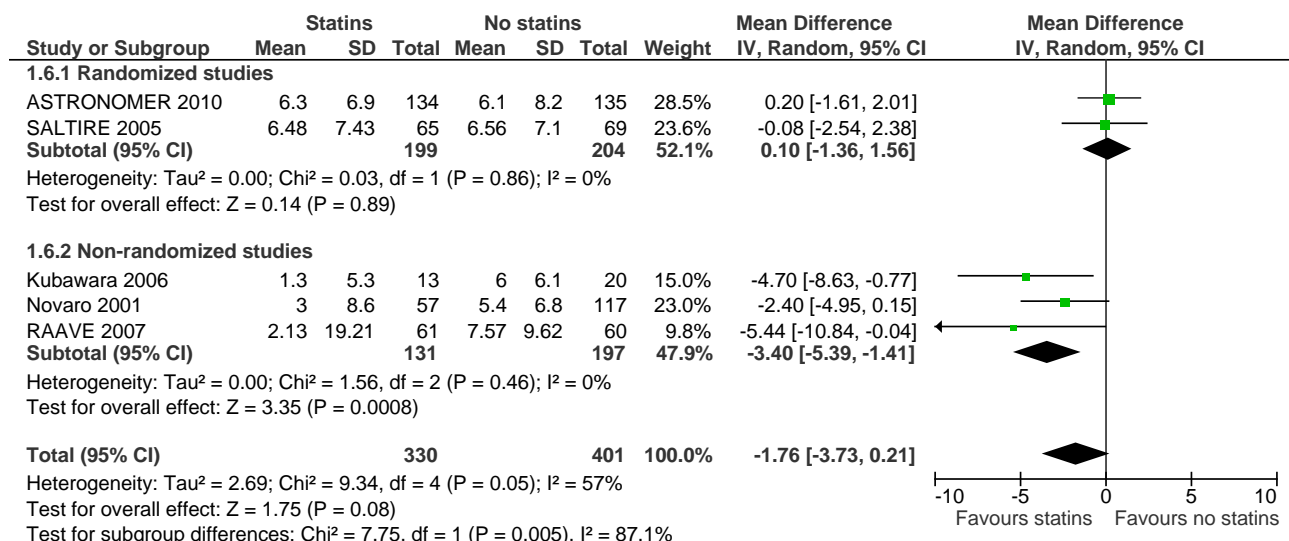 Statins No statins Mean Difference Mean Difference
Study or Subgroup Mean SD Total Mean SD Total Weight IV, Random, 95% CI IV, Random, 95% CI
1.6.1 Randomized studies
ASTRONOMER 2010 6.3 6.9 134 6.1 8.2 135 28.5% 0.20 [-1.61, 2.01]
SALTIRE 2005 6.48 7.43 65 6.56 7.1 69 23.6% -0.08 [-2.54, 2.38]
Subtotal (95% CI) 199 204 52.1% 0.10 [-1.36, 1.56]
Heterogeneity: Tau² = 0.00; Chi² = 0.03, df = 1 (P = 0.86); I² = 0%
Test for overall effect: Z = 0.14 (P = 0.89)
1.6.2 Non-randomized studies
Kubawara 2006 1.3 5.3 13 6 6.1 20 15.0% -4.70 [-8.63, -0.77]
Novaro 2001 3 8.6 57 5.4 6.8 117 23.0% -2.40 [-4.95, 0.15]
RAAVE 2007 2.13 19.21 61 7.57 9.62 60 9.8% -5.44 [-10.84, -0.04]
Subtotal (95% CI) 131 197 47.9% -3.40 [-5.39, -1.41]
Heterogeneity: Tau² = 0.00; Chi² = 1.56, df = 2 (P = 0.46); I² = 0%
Test for overall effect: Z = 3.35 (P = 0.0008)
Total (95% CI) 330 401 100.0% -1.76 [-3.73, 0.21]
Heterogeneity: Tau² = 2.69; Chi² = 9.34, df = 4 (P = 0.05); I² = 57%
Test for overall effect: Z = 1.75 (P = 0.08)
Test for subgroup differences: Chi² = 7.75, df = 1 (P = 0.005), I² = 87.1%
-10 -5 0 5 10
Favours statins Favours no statins